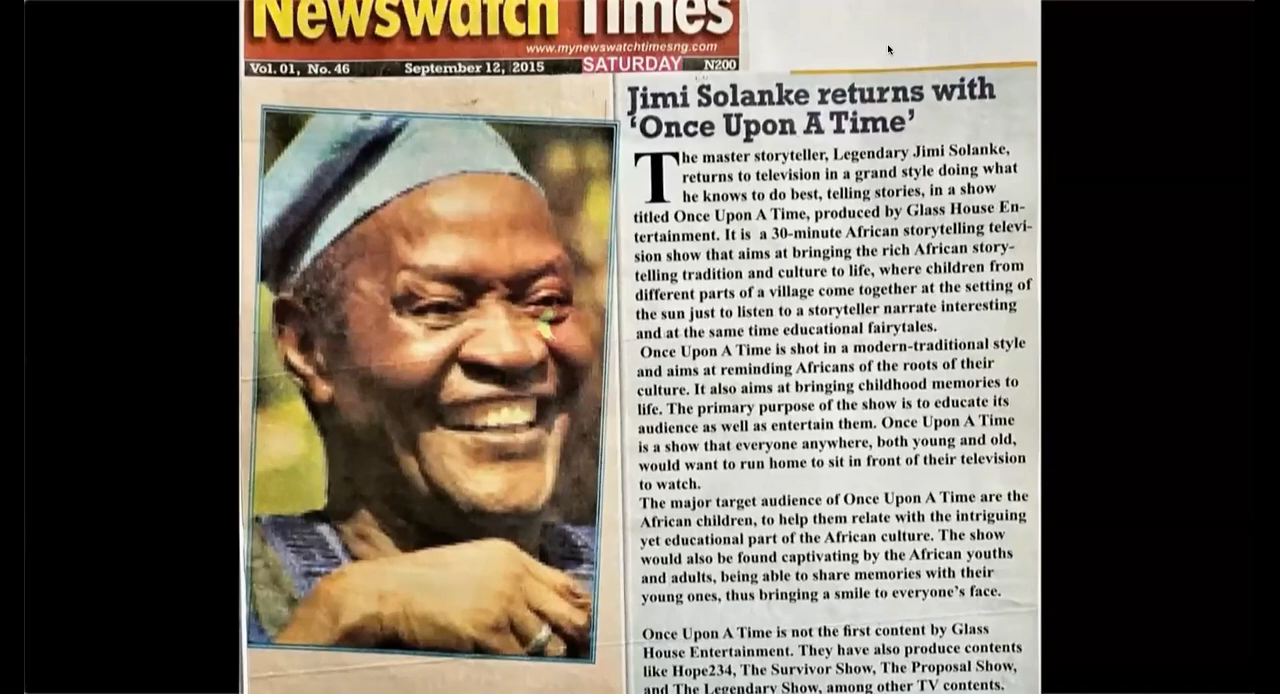 Newswatch Times
www.mynewswatchtimesng.com
Vol. 01, No. 46 September 12, 2015 SATURDAY N200
Jimi Solanke returns with
‘Once Upon A Time’
The master storyteller, Legendary Jimi Solanke,
returns to television in a grand style doing what
he knows to do best, telling stories, in a show
titled Once Upon A Time, produced by Glass House En-
tertainment. It is a 30-minute African storytelling televi-
sion show that aims at bringing the rich African story-
telling tradition and culture to life, where children from
different parts of a village come together at the setting of
the sun just to listen to a storyteller narrate interesting
and at the same time educational fairytales.
Once Upon A Time is shot in a modern-traditional style
and aims at reminding Africans of the roots of their
culture. It also aims at bringing childhood memories to
life. The primary purpose of the show is to educate its
audience as well as entertain them. Once Upon A Time
is a show that everyone anywhere, both young and old,
would want to run home to sit in front of their television
to watch.
The major target audience of Once Upon A Time are the
African children, to help them relate with the intriguing
yet educational part of the African culture. The show
would also be found captivating by the African youths
and adults, being able to share memories with their
young ones, thus bringing a smile to everyone’s face.
Once Upon A Time is not the first content by Glass
House Entertainment. They have also produce contents
like Hope234, The Survivor Show, The Proposal Show,
and The Legendary Show, among other TV contents.